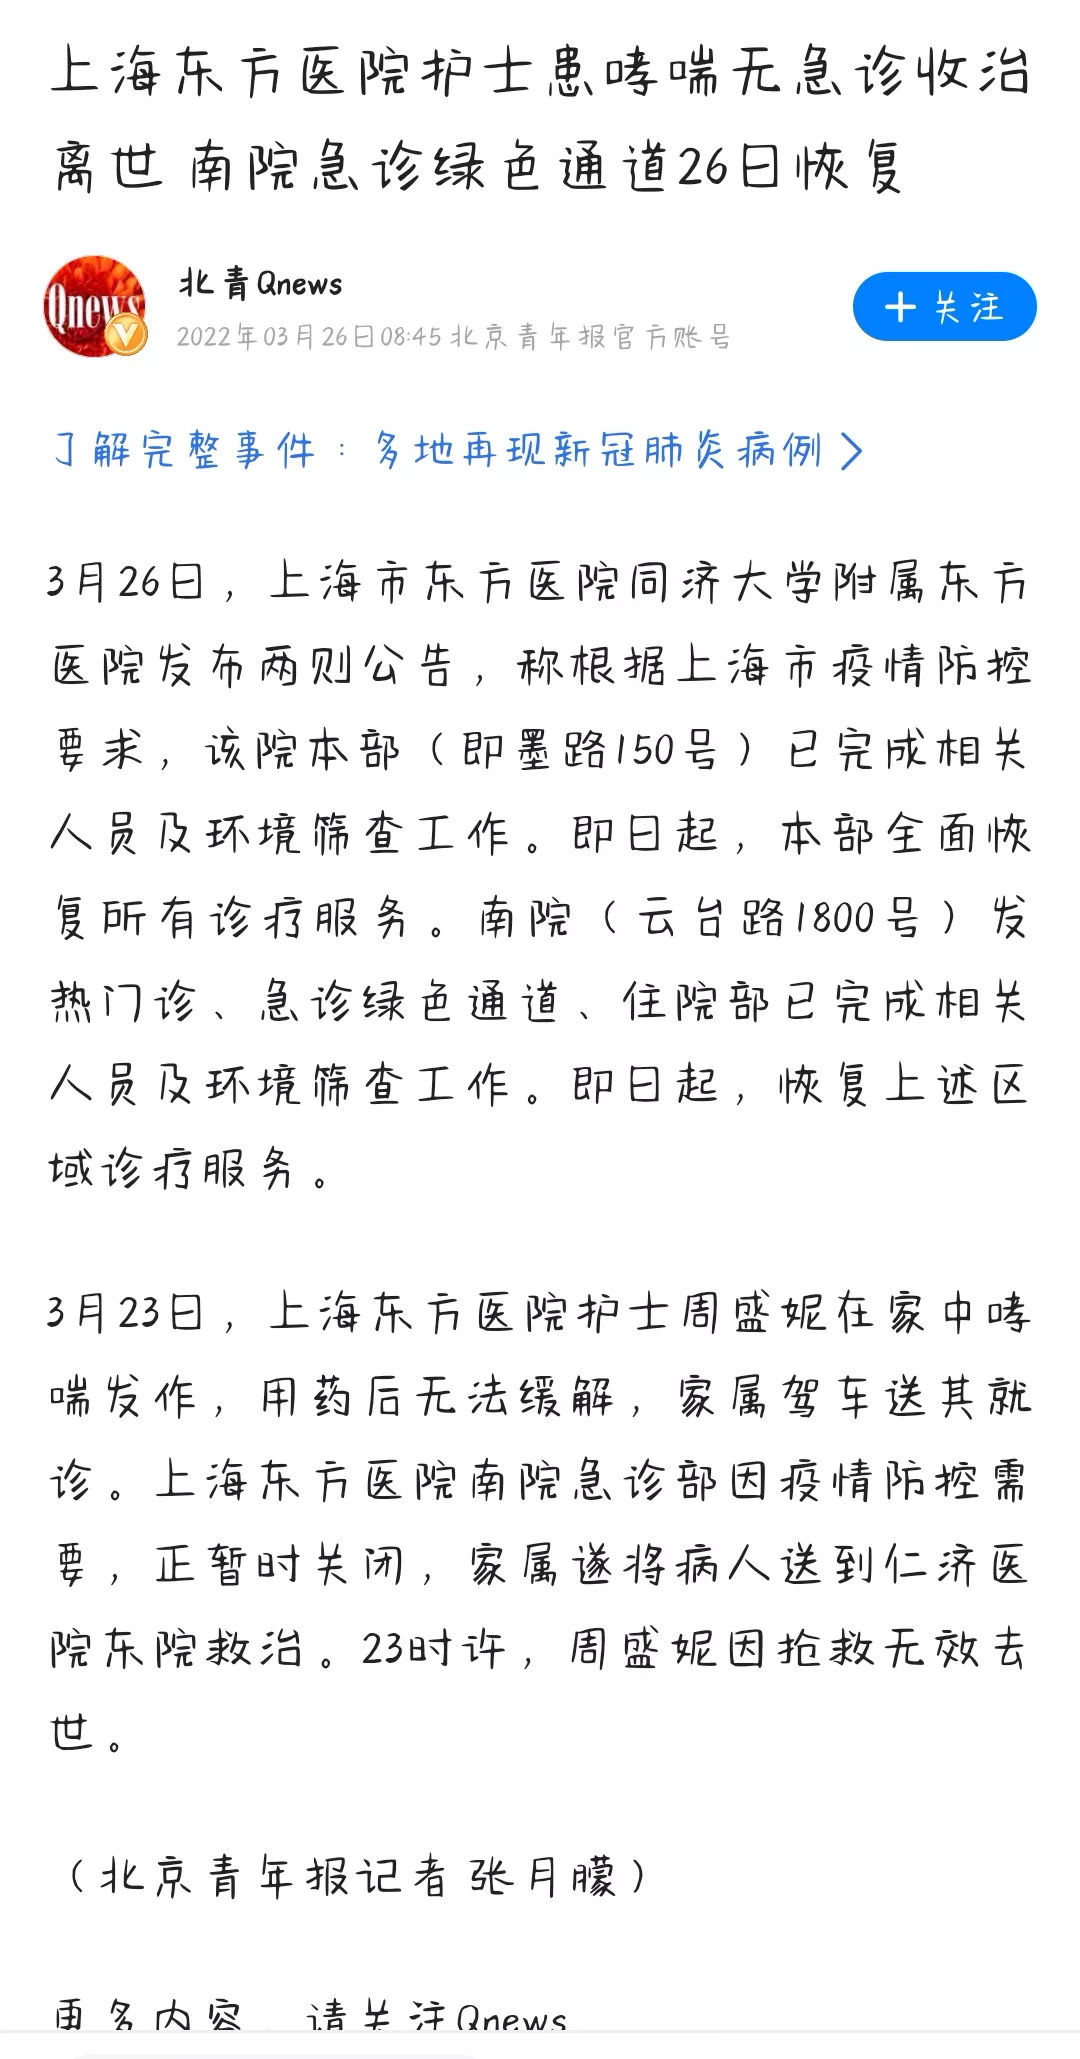 上海东方医院护士患哮喘无急诊收治
离世 南院急诊绿色通道26日恢复
Qnews
北青Qnews
2022年03月26日08:45 北京青年报官方账号
+ 关注
了解完整事件：多地再现新冠肺炎病例
3月26日，上海市东方医院同济大学附属东方
医院发布两则公告，称根据上海市疫情防控
要求，该院本部（即墨路150号）已完成相关
人员及环境筛查工作。即日起，本部全面恢
复所有诊疗服务。南院（云台路1800号）发
热门诊、急诊绿色通道、住院部已完成相关
人员及环境筛查工作。即日起，恢复上述区
域诊疗服务。
3月23日，上海东方医院护士周盛妮在家中哮
喘发作，用药后无法缓解，家属驾车送其就
诊。上海东方医院南院急诊部因疫情防控需
要，正暂时关闭，家属遂将病人送到仁济医
院东院救治。23时许，周盛妮因抢救无效去
世。
（北京青年报记者 张月朦）
更多内容，请关注Qnews